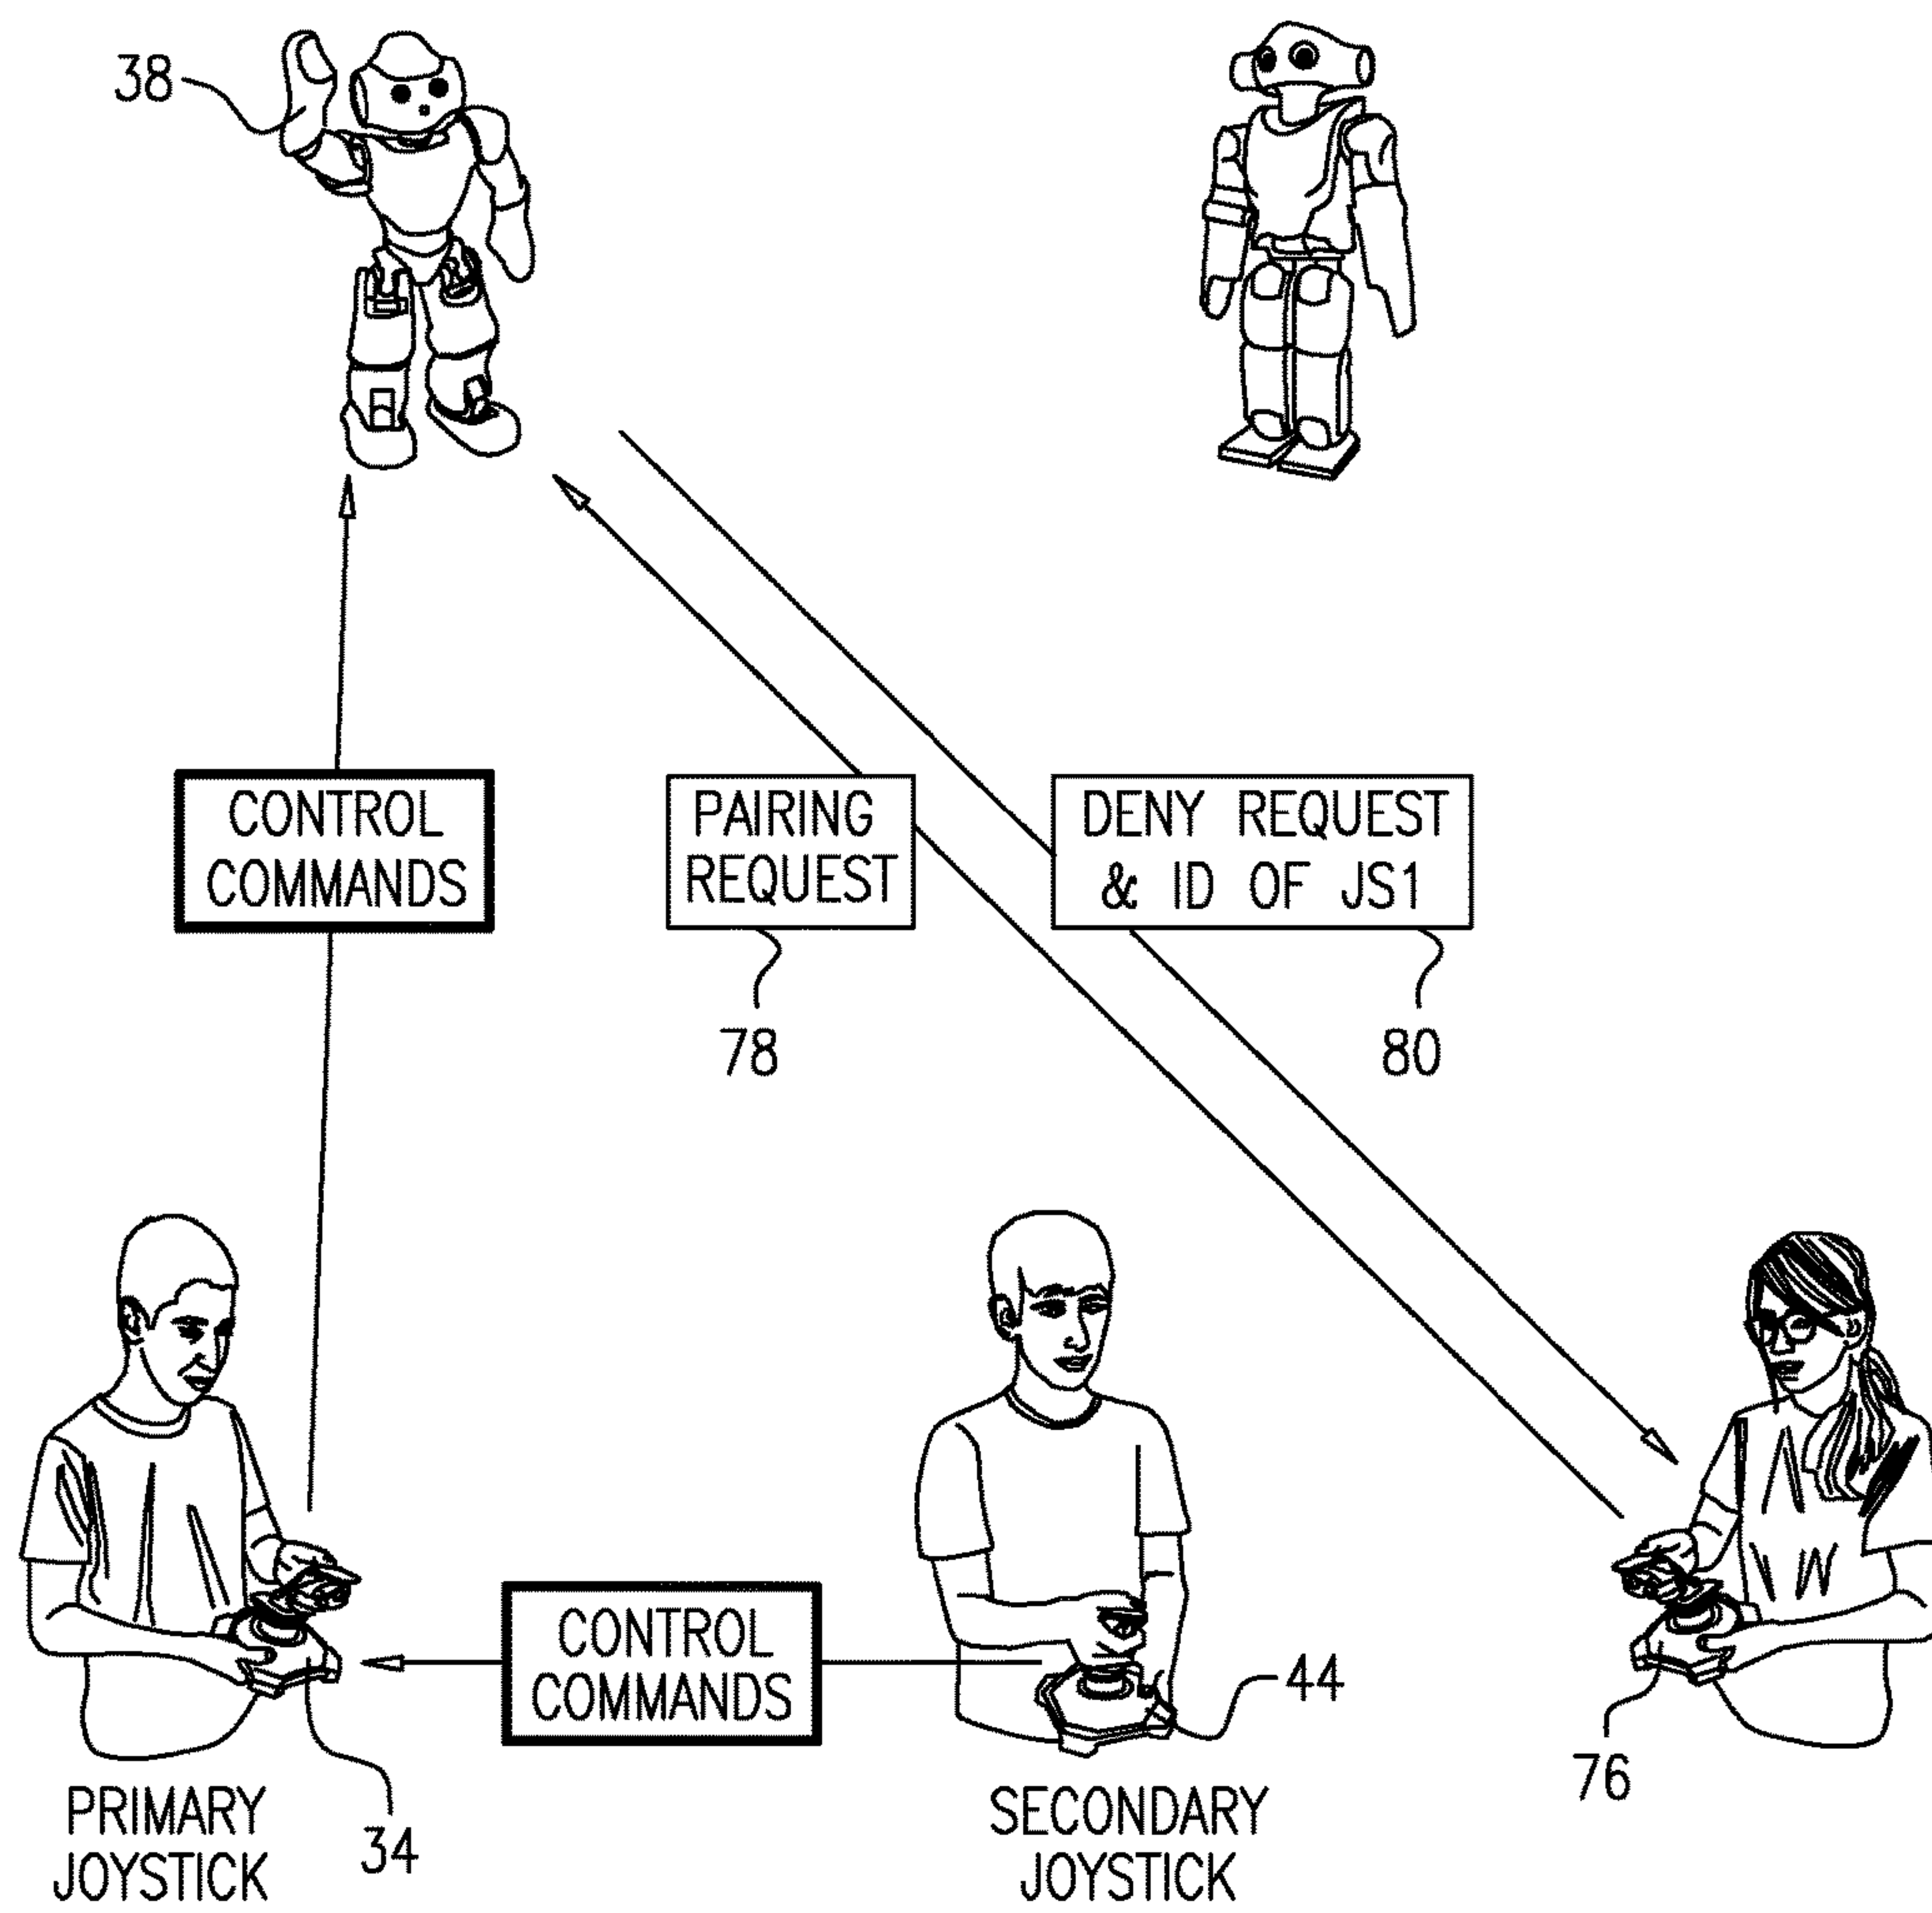 38
CONTROL
COMMANDS
PAIRING
REQUEST
DENY REQUEST
& ID OF JS1
78
80
CONTROL
COMMANDS
44
76
PRIMARY
JOYSTICK
34
SECONDARY
JOYSTICK